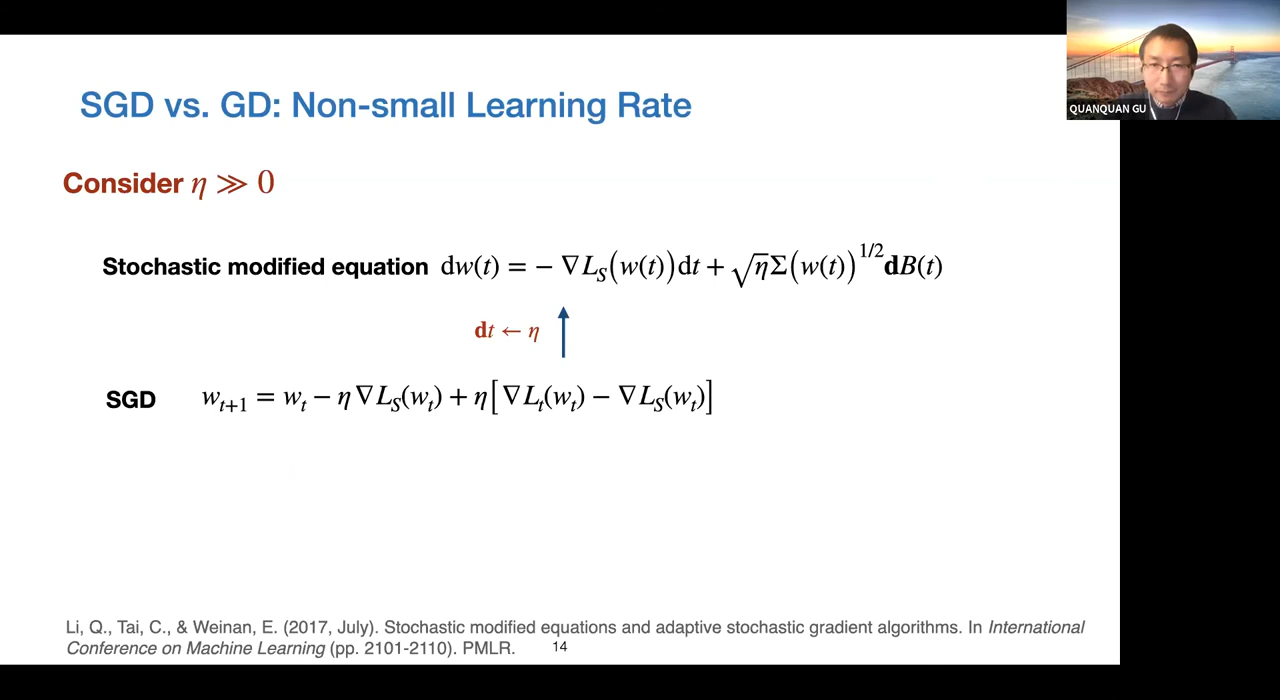 SGD vs. GD: Non-small Learning Rate
QUANQUAN GU
Consider η ≫ 0
Stochastic modified equation dw(t) = − ∇L_S(w(t))dt + √η Σ(w(t))^{1/2} dB(t)
dt ← η
SGD w_{t+1} = w_t − η∇L_S(w_t) + η[∇L_t(w_t) − ∇L_S(w_t)]
Li, Q., Tai, C., & Weinan, E. (2017, July). Stochastic modified equations and adaptive stochastic gradient algorithms. In International
Conference on Machine Learning (pp. 2101-2110). PMLR. 14